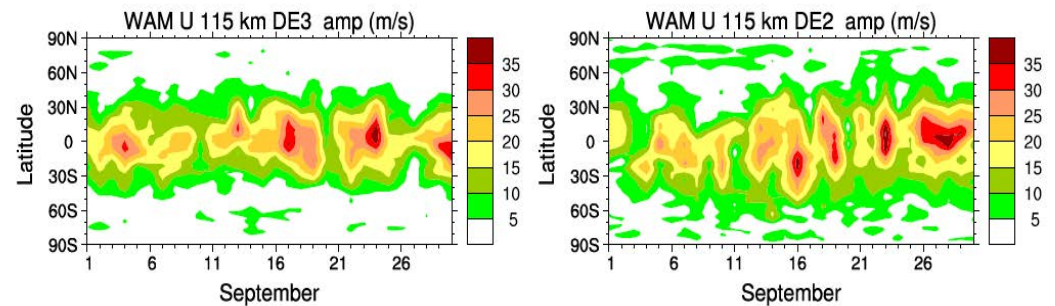 WAM U 115 km DE3 amp (m/s)
90N
60N
30N
0
30S
60S
90S
Latitude
1 6 11 16 21 26
September
35
30
25
20
15
10
5
WAM U 115 km DE2 amp (m/s)
90N
60N
30N
0
30S
60S
90S
Latitude
1 6 11 16 21 26
September
35
30
25
20
15
10
5